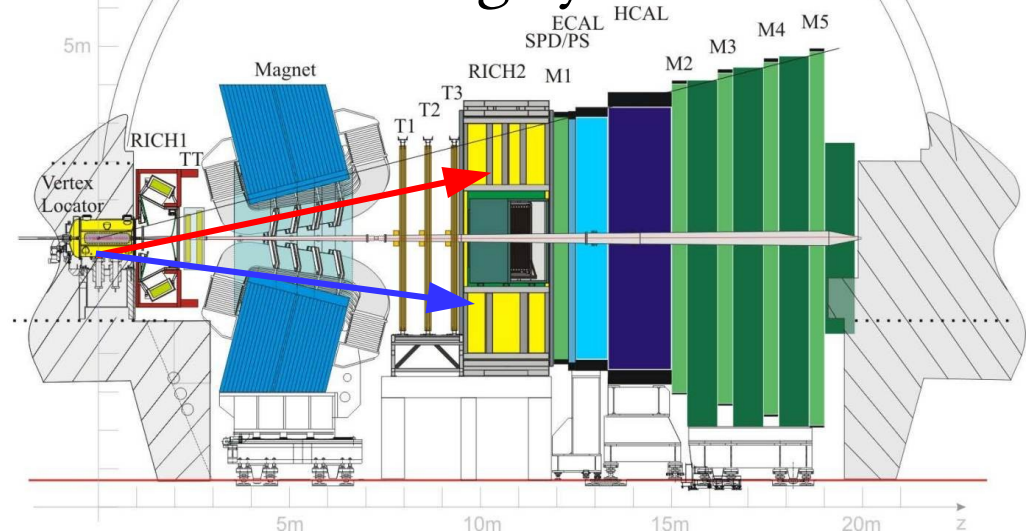 HCAL
ECAL
SPD/PS
M5
M4
M3
M2
5m
Magnet
RICH2
M1
T3
T2
T1
RICH1
TT
Vertex
Locator
5m
10m
15m
20m
z